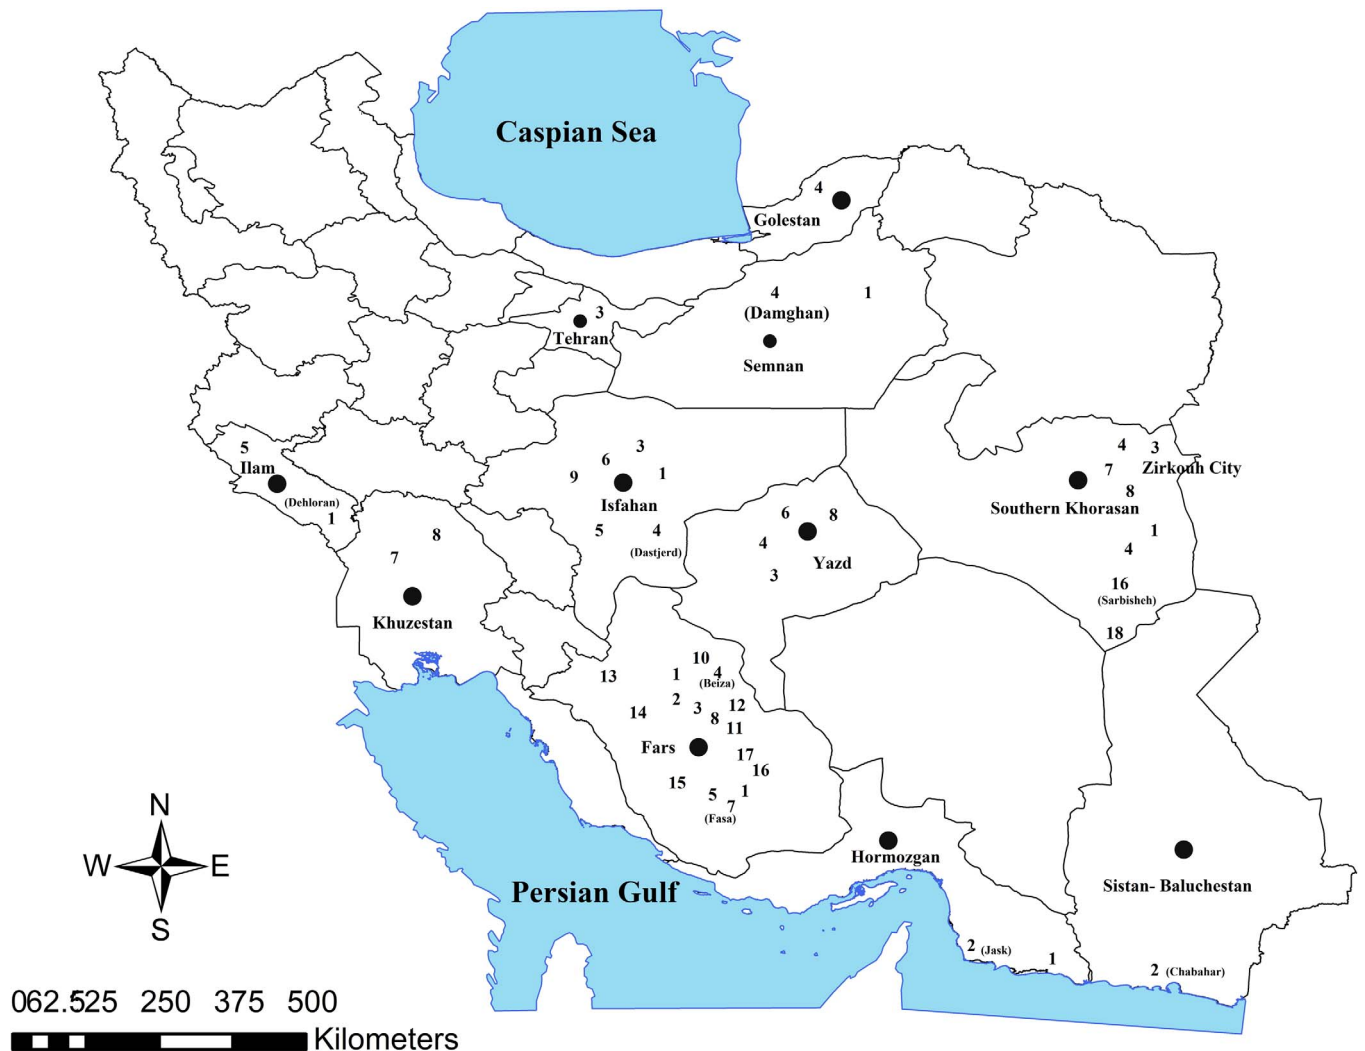 Caspian Sea
4
Golestan
4
1
(Damghan)
3
Tehran
Semnan
5
Ilam
(Dehloran)
1
3
6
9
1
Isfahan
5
4
(Dastjerd)
4
3
7
Zirkouh City
8
Southern Khorasan
1
4
16
(Sarbisheh)
18
6
8
4
Yazd
3
8
7
Khuzestan
10
13
1
4
(Beiza)
2
3
12
14
8
11
Fars
17
16
15
5
1
7
(Fasa)
Hormozgan
Sistan- Baluchestan
Persian Gulf
2 (Jask)
1
2 (Chabahar)
N
W E
S
062.5125 250 375 500
Kilometers